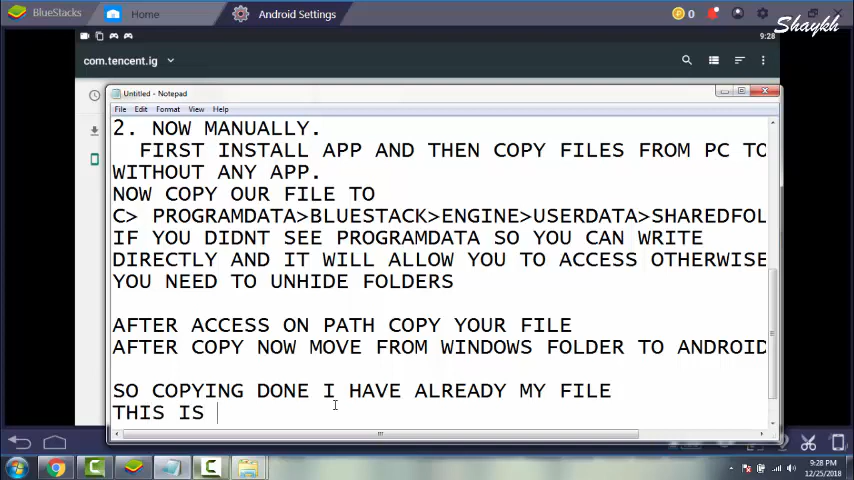 BlueStacks
Home
Android Settings
0
Shaykh
9:28
com.tencent.ig
Untitled - Notepad
File Edit Format View Help
2. NOW MANUALLY.
FIRST INSTALL APP AND THEN COPY FILES FROM PC TO
WITHOUT ANY APP.
NOW COPY OUR FILE TO
C> PROGRAMDATA>BLUESTACK>ENGINE>USERDATA>SHAREDFOL
IF YOU DIDNT SEE PROGRAMDATA SO YOU CAN WRITE
DIRECTLY AND IT WILL ALLOW YOU TO ACCESS OTHERWISE
YOU NEED TO UNHIDE FOLDERS
AFTER ACCESS ON PATH COPY YOUR FILE
AFTER COPY NOW MOVE FROM WINDOWS FOLDER TO ANDROID
SO COPYING DONE I HAVE ALREADY MY FILE
THIS IS
9:28 PM
12/25/2018